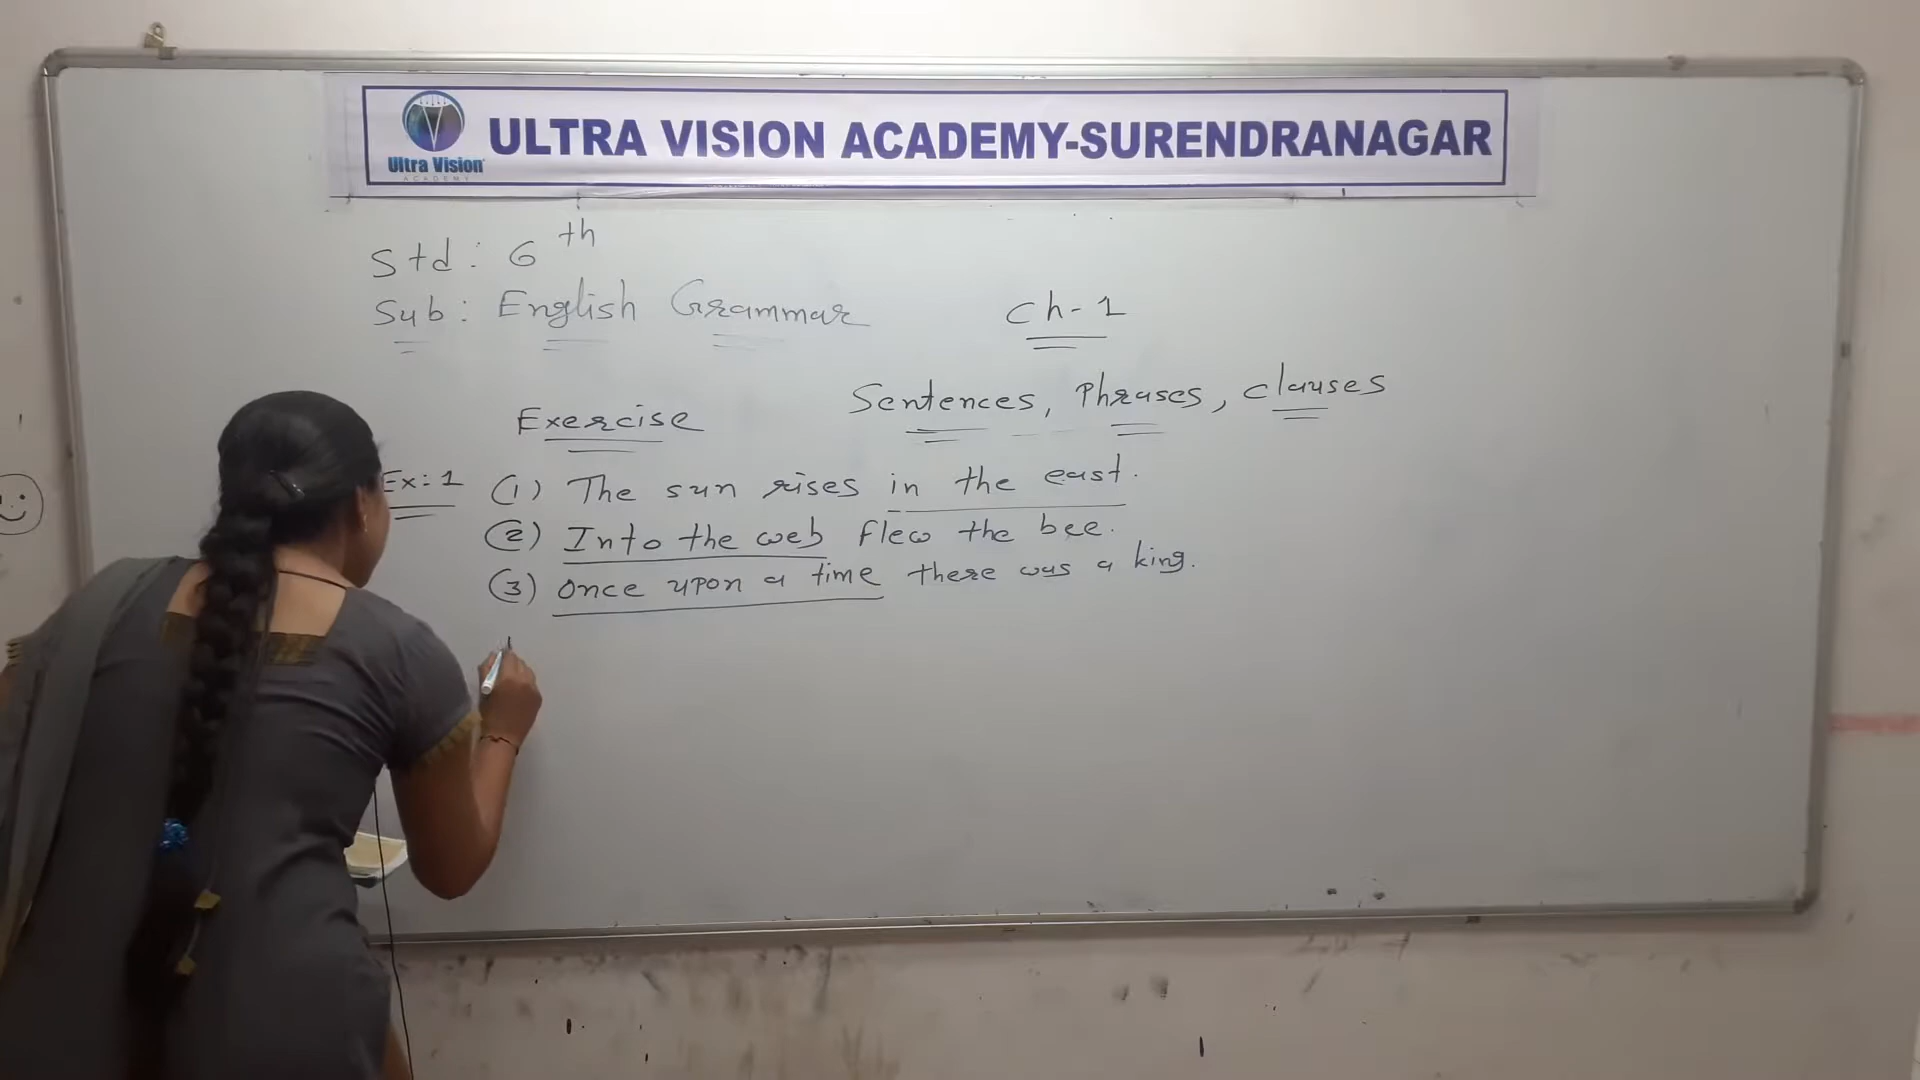 Ultra Vision
ACADEMY
ULTRA VISION ACADEMY-SURENDRANAGAR
Std: 6th
Sub: English Grammar
Ch-1
Sentences, Phrases, clauses
Exercise
Ex:1 (1) The sun rises in the east.
(2) Into the web flew the bee.
(3) Once upon a time there was a king.